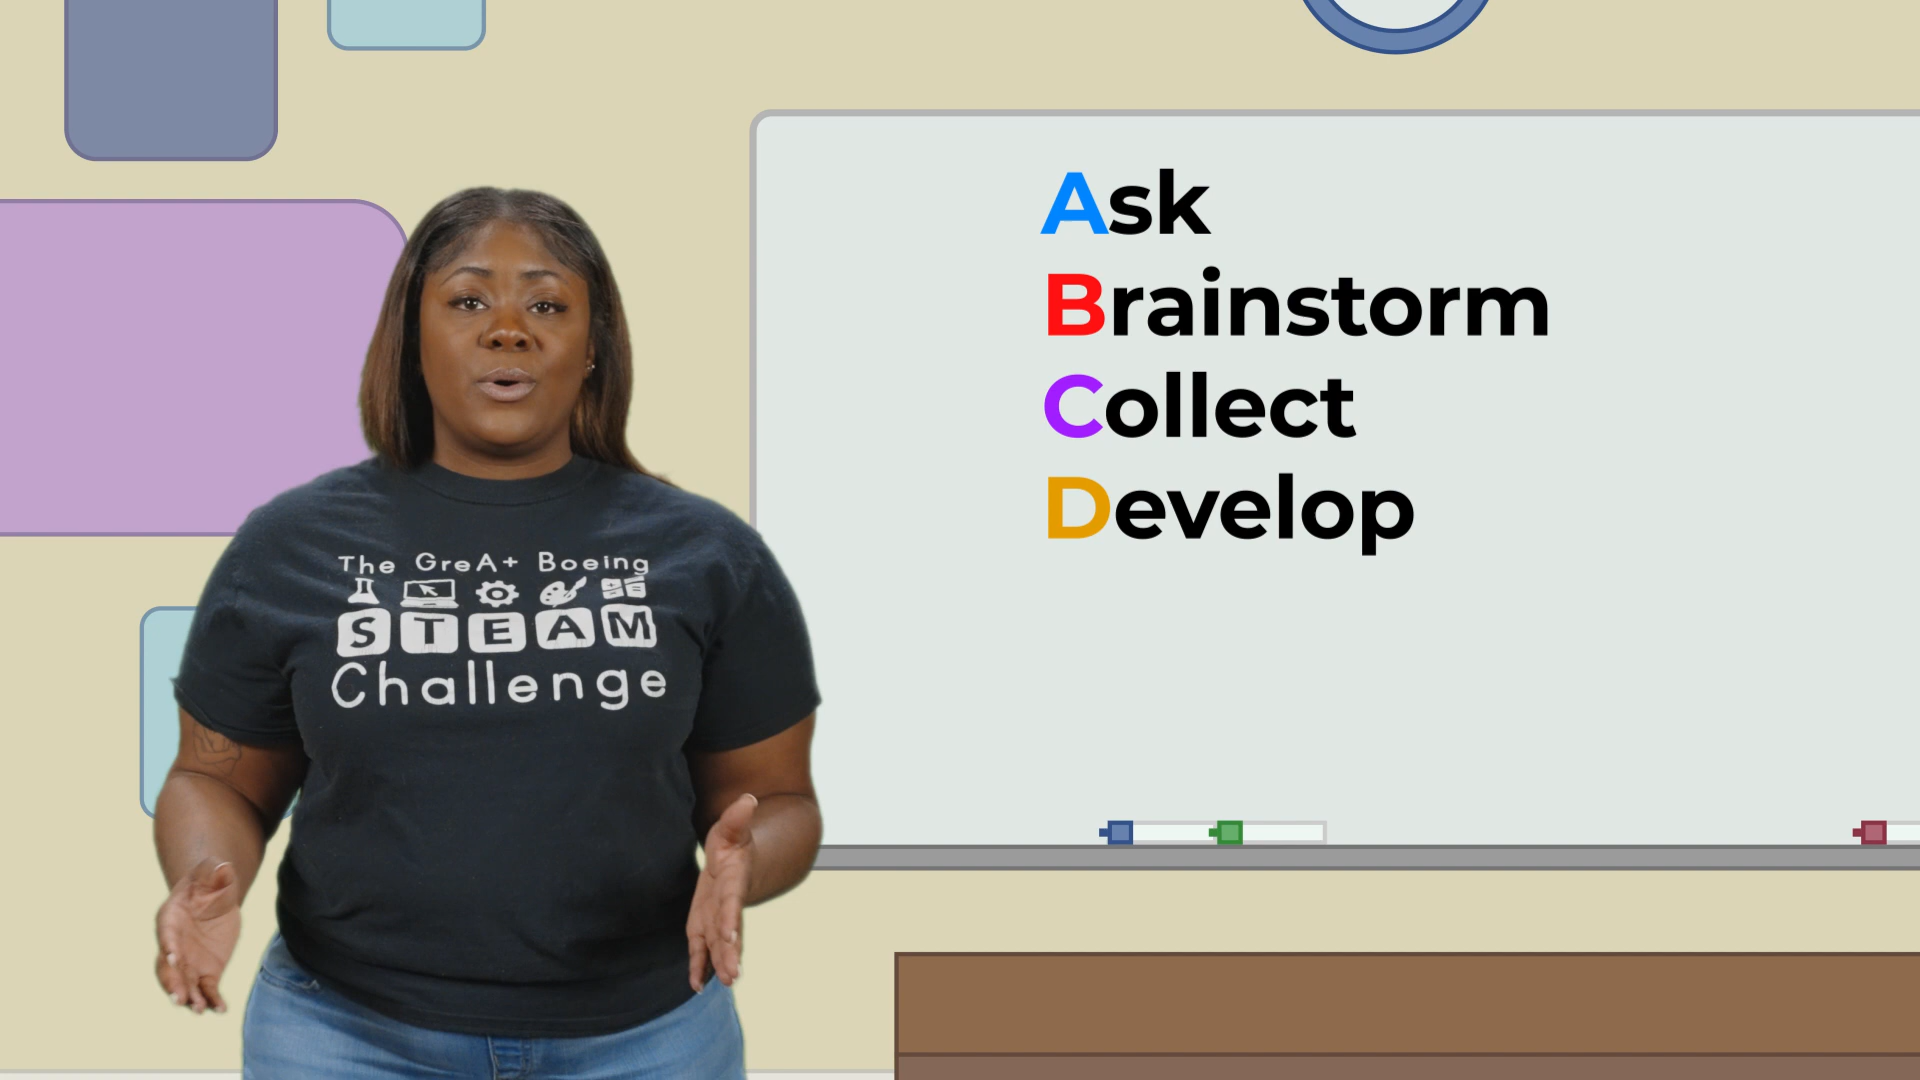 Ask
Brainstorm
Collect
Develop
The GreA+ Boeing
STEAM
Challenge